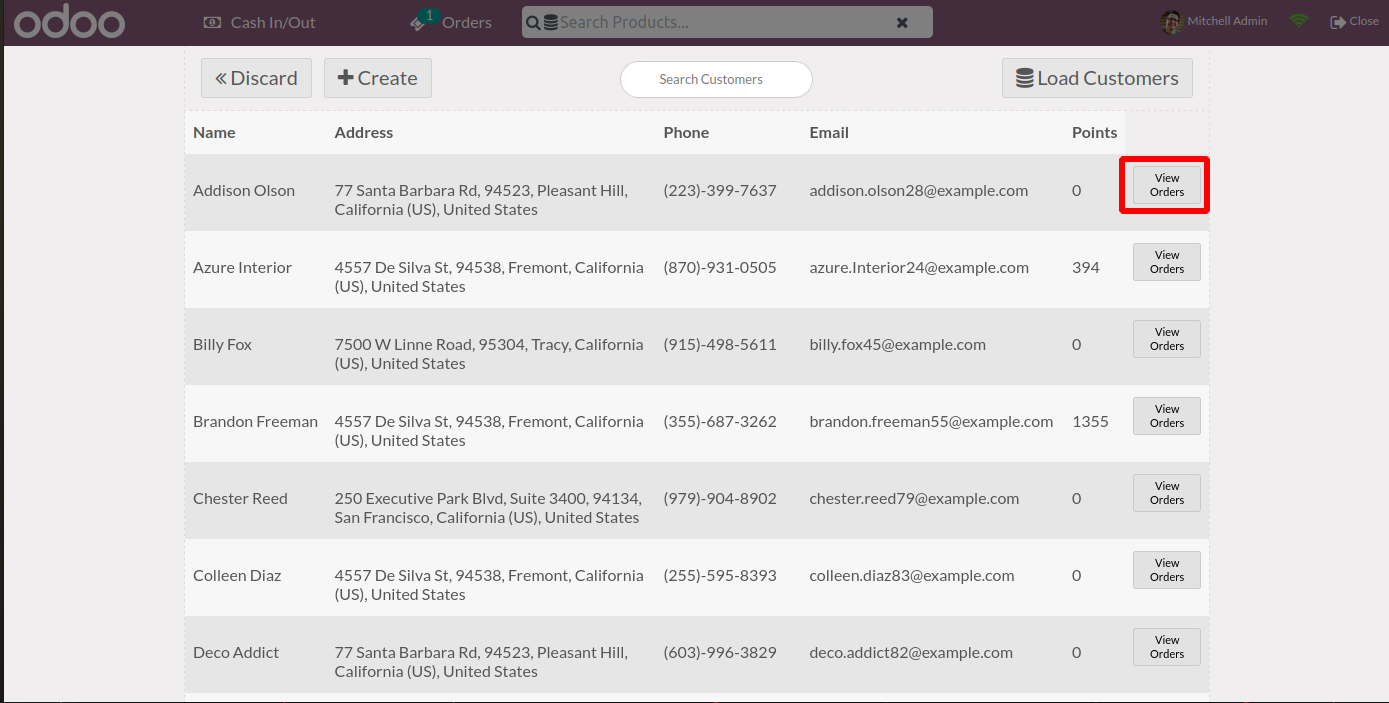 odoo Cash In/Out 1 Orders Search Products... Mitchell Admin Close
Discard Create Search Customers Load Customers
Name Address Phone Email Points
Addison Olson 77 Santa Barbara Rd, 94523, Pleasant Hill, (223)-399-7637 addison.olson28@example.com 0 View Orders
California (US), United States
Azure Interior 4557 De Silva St, 94538, Fremont, California (870)-931-0505 azure.Interior24@example.com 394 View Orders
(US), United States
Billy Fox 7500 W Linne Road, 95304, Tracy, California (915)-498-5611 billy.fox45@example.com 0 View Orders
(US), United States
Brandon Freeman 4557 De Silva St, 94538, Fremont, California (355)-687-3262 brandon.freeman55@example.com 1355 View Orders
(US), United States
Chester Reed 250 Executive Park Blvd, Suite 3400, 94134, (979)-904-8902 chester.reed79@example.com 0 View Orders
San Francisco, California (US), United States
Colleen Diaz 4557 De Silva St, 94538, Fremont, California (255)-595-8393 colleen.diaz83@example.com 0 View Orders
(US), United States
Deco Addict 77 Santa Barbara Rd, 94523, Pleasant Hill, (603)-996-3829 deco.addict82@example.com 0 View Orders
California (US), United States